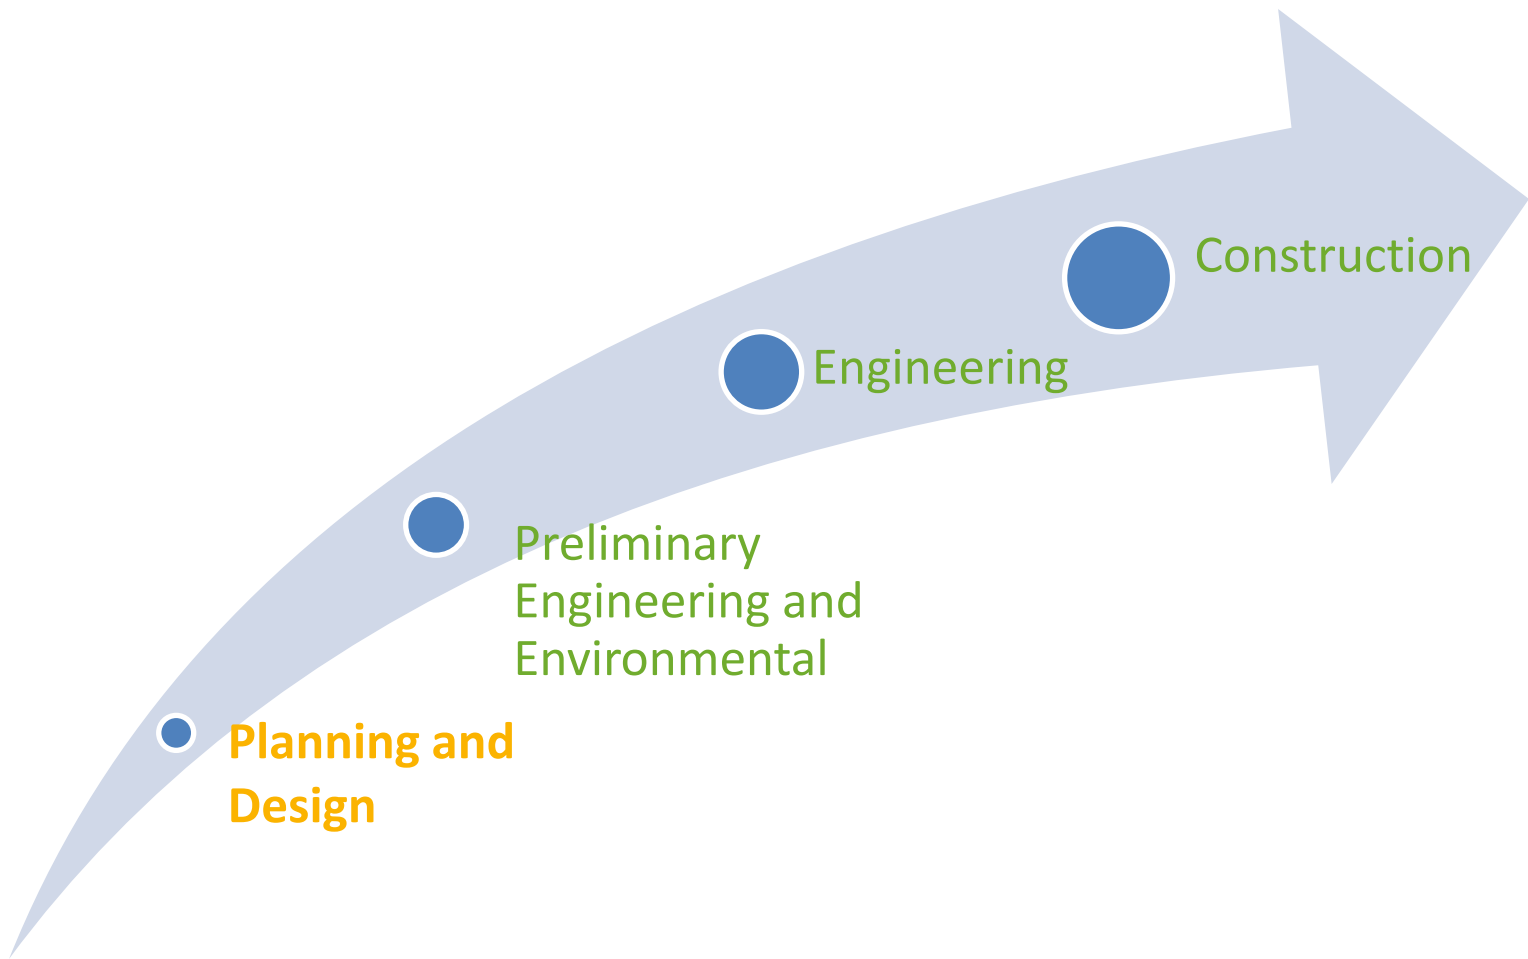 Construction
Engineering
Preliminary
Engineering and
Environmental
Planning and
Design